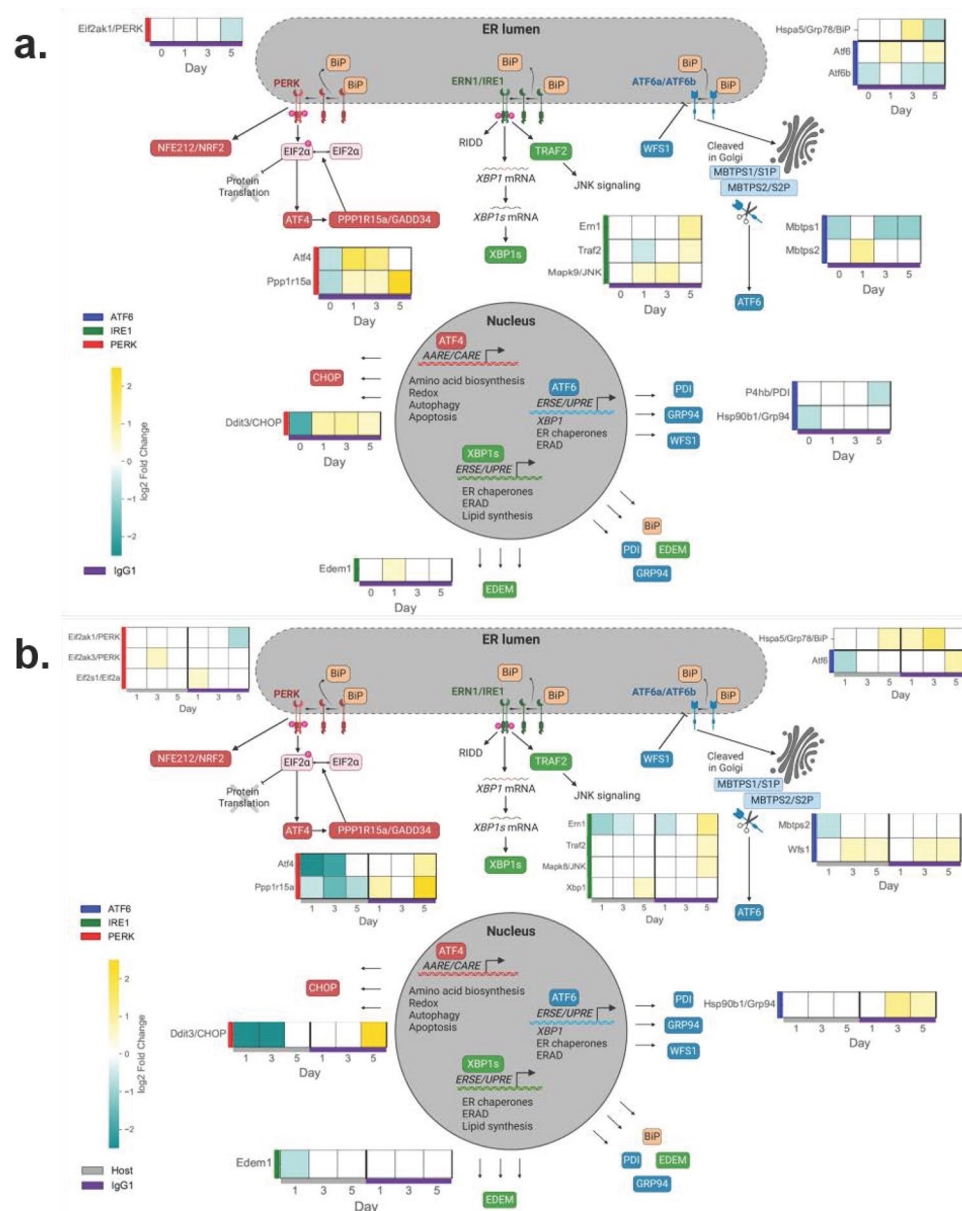 a.
Eif2ak1/PERK
0 1 3 5
Day
ER lumen
BiP
BiP
BiP
PERK
BiP
ERN1/IRE1
BiP
ATF6a/ATF6b
BiP
Hspa5/Grp78/BiP
Atf6
Atf6b
0 1 3 5
Day
NFE212/NRF2
EIF2α
EIF2α
RIDD
TRAF2
WFS1
Cleaved
in Golgi
MBTPS1/S1P
MBTPS2/S2P
Protein
Transfation
XBP1 mRNA
JNK signaling
XBP1s mRNA
ATF4
PPP1R15a/GADD34
XBP1s
Ern1
Traf2
Mapk9/JNK
0 1 3 5
Day
Mbtps1
Mbtps2
0 1 3 5
Day
ATF6
Atf4
Ppp1r15a
0 1 3 5
Day
ATF6
IRE1
PERK
2
1
0
−1
−2
log2 Fold Change
IgG1
Nucleus
ATF4
AARE/CARE
CHOP
Amino acid biosynthesis
Redox
Autophagy
Apoptosis
ATF6
ERSE/UPRE
XBP1
ER chaperones
ERAD
PDI
GRP94
WFS1
P4hb/PDI
Hsp90b1/Grp94
0 1 3 5
Day
Ddit3/CHOP
0 1 3 5
Day
XBP1s
ERSE/UPRE
ER chaperones
ERAD
Lipid synthesis
BiP
PDI
EDEM
GRP94
Edem1
0 1 3 5
Day
EDEM
b.
Eif2ak1/PERK
Eif2ak3/PERK
Eif2s1/Eif2a
1 3 5 1 3 5
Day
ER lumen
BiP
BiP
BiP
PERK
BiP
ERN1/IRE1
BiP
ATF6a/ATF6b
BiP
Hspa5/Grp78/BiP
Atf6
1 3 5 1 3 5
Day
NFE212/NRF2
EIF2α
EIF2α
RIDD
TRAF2
WFS1
Cleaved
in Golgi
MBTPS1/S1P
MBTPS2/S2P
Protein
Translation
XBP1 mRNA
JNK signaling
XBP1s mRNA
ATF4
PPP1R15a/GADD34
XBP1s
Ern1
Traf2
Mapk8/JNK
Xbp1
1 3 5 1 3 5
Day
Mbtps2
Wfs1
1 3 5 1 3 5
Day
ATF6
Atf4
Ppp1r15a
1 3 5 1 3 5
Day
ATF6
IRE1
PERK
2
1
0
−1
−2
log2 Fold Change
Host
IgG1
Nucleus
ATF4
AARE/CARE
CHOP
Amino acid biosynthesis
Redox
Autophagy
Apoptosis
ATF6
ERSE/UPRE
XBP1
ER chaperones
ERAD
PDI
GRP94
WFS1
Hsp90b1/Grp94
1 3 5 1 3 5
Day
Ddit3/CHOP
1 3 5 1 3 5
Day
XBP1s
ERSE/UPRE
ER chaperones
ERAD
Lipid synthesis
BiP
PDI
EDEM
GRP94
Edem1
1 3 5 1 3 5
Day
EDEM